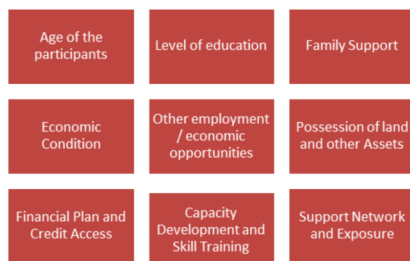 Age of the
participants
Level of education
Family Support
Economic
Condition
Other employment
/ economic
opportunities
Possession of land
and other Assets
Financial Plan and
Credit Access
Capacity
Development and
Skill Training
Support Network
and Exposure